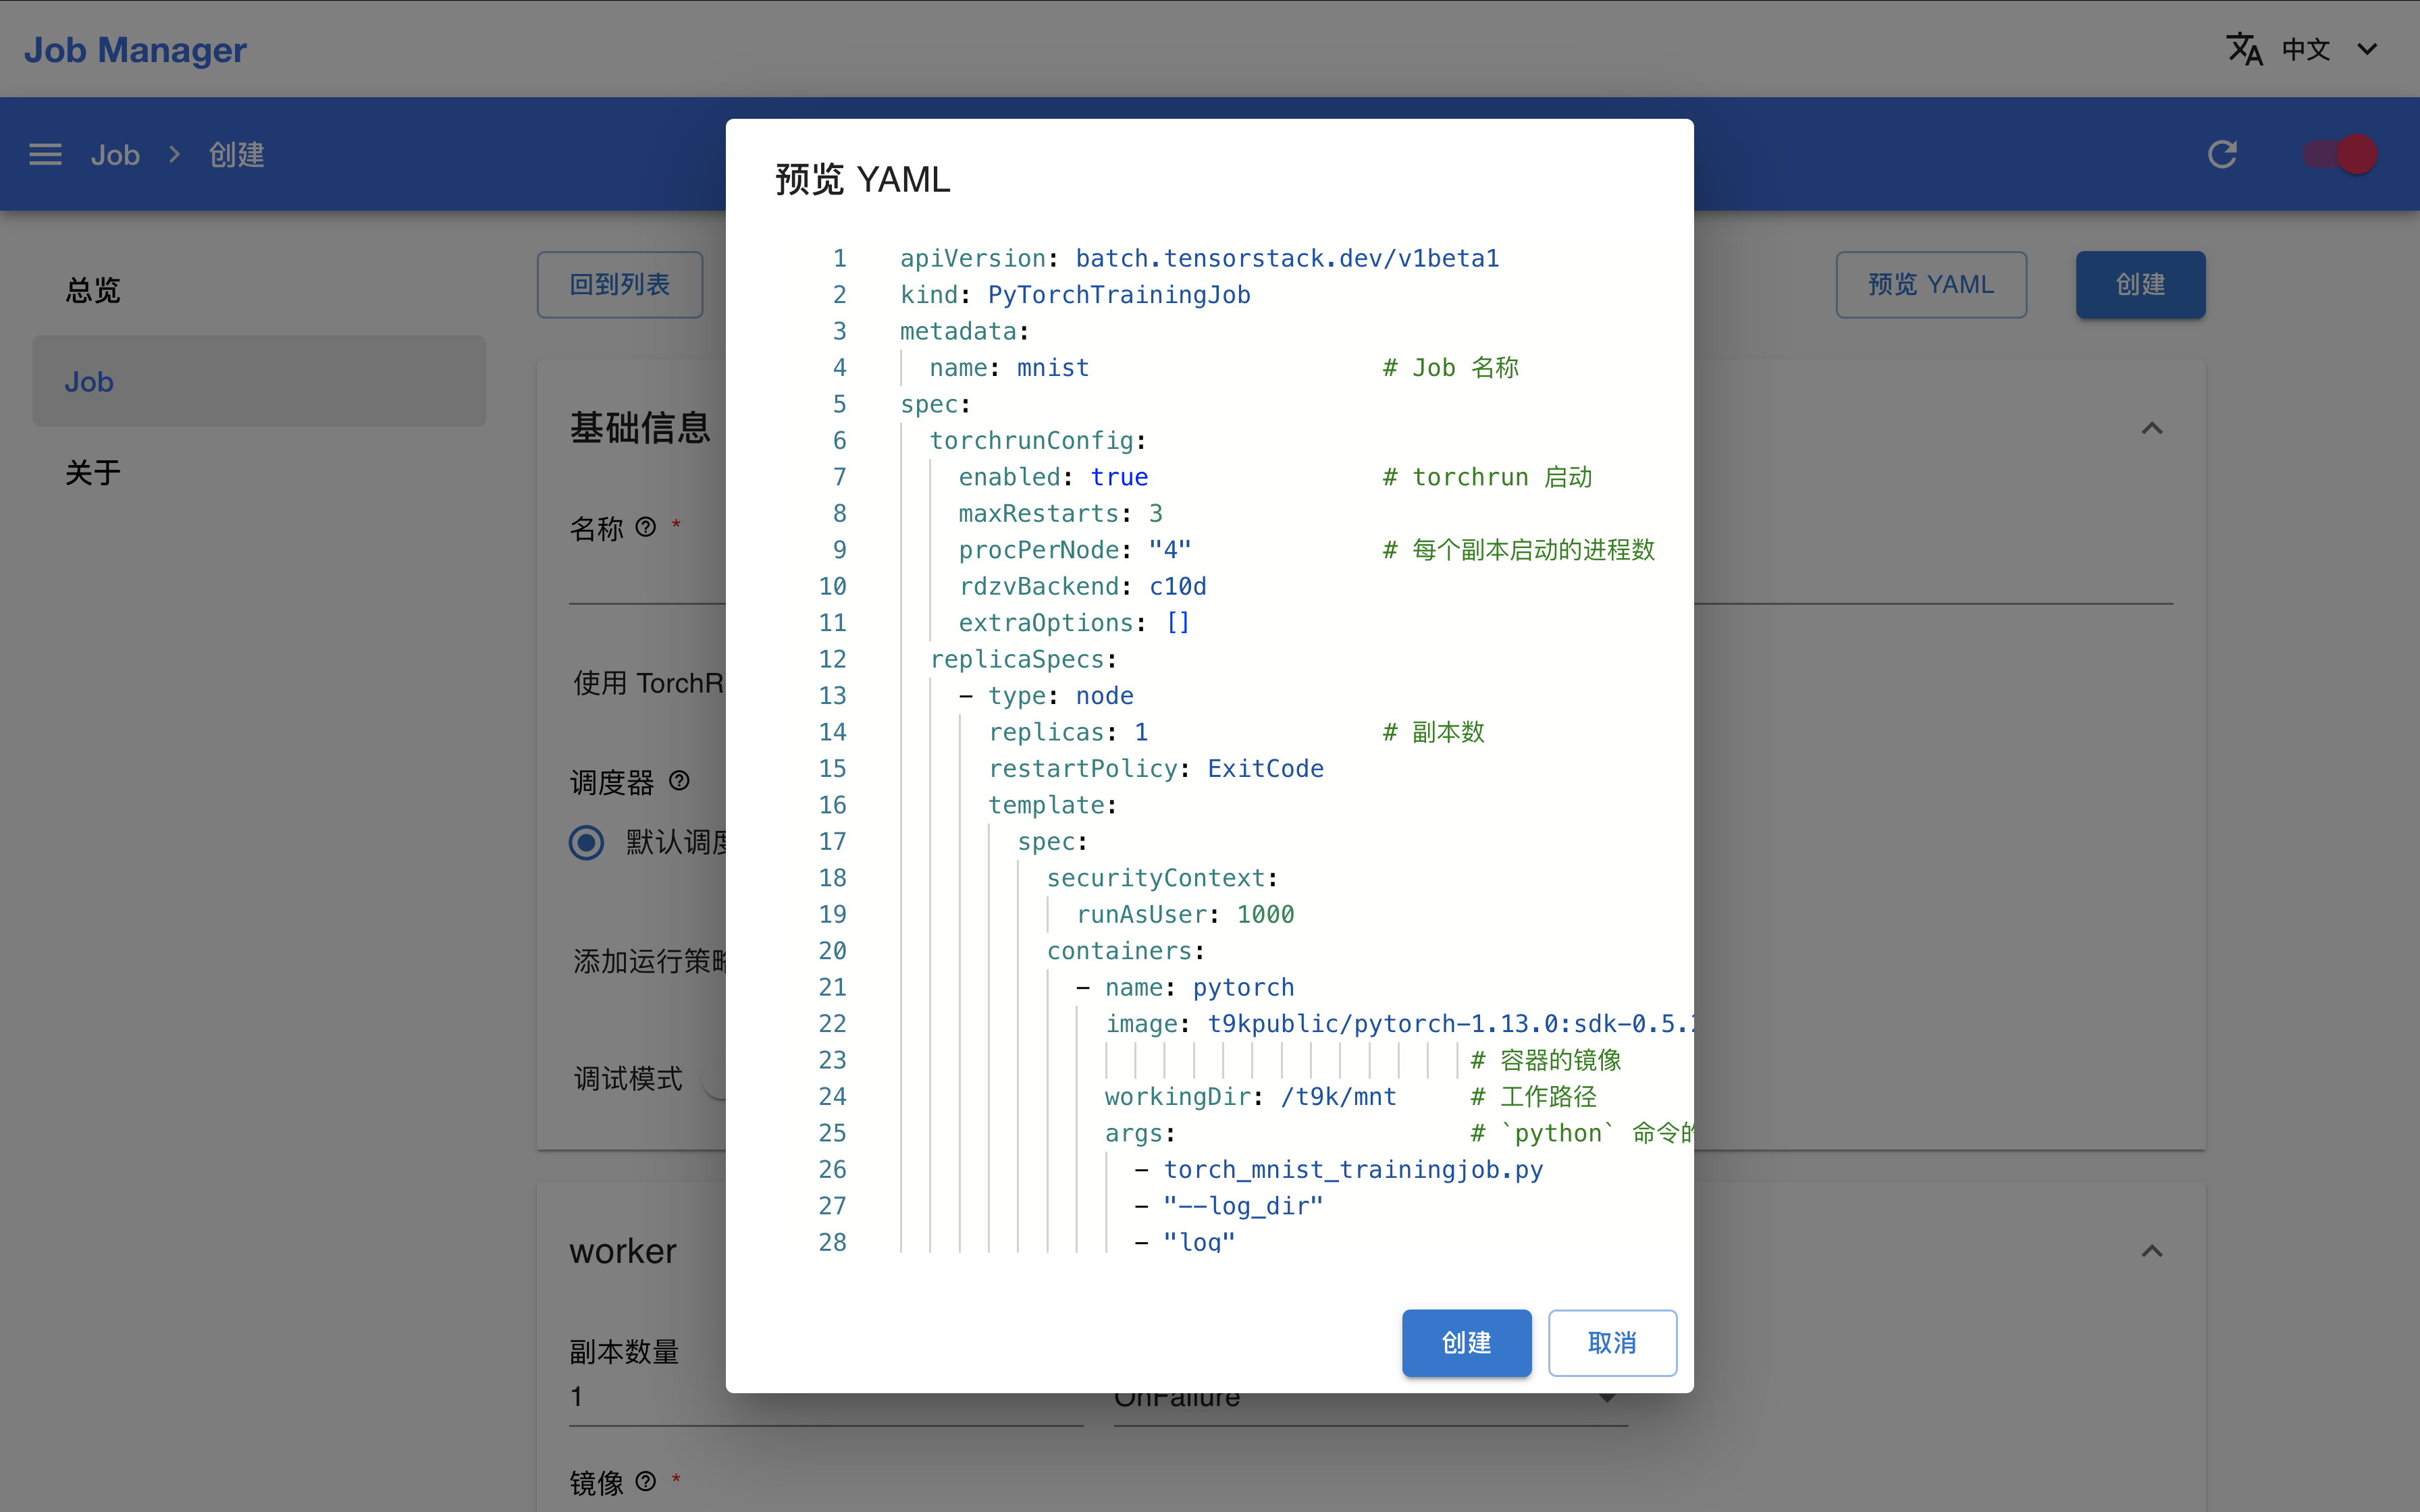 Job Manager
中文
Job 创建
总览
Job
关于
回到列表
预览 YAML
创建
基础信息
名称 *
使用 TorchR
调度器
默认调度
添加运行策略
调试模式
worker
副本数量
1
OnFailure
镜像 *
预览 YAML
1 apiVersion: batch.tensorstack.dev/v1beta1
2 kind: PyTorchTrainingJob
3 metadata:
4 name: mnist # Job 名称
5 spec:
6 torchrunConfig:
7 enabled: true # torchrun 启动
8 maxRestarts: 3
9 procPerNode: "4" # 每个副本启动的进程数
10 rdzvBackend: c10d
11 extraOptions: []
12 replicaSpecs:
13 - type: node
14 replicas: 1 # 副本数
15 restartPolicy: ExitCode
16 template:
17 spec:
18 securityContext:
19 runAsUser: 1000
20 containers:
21 - name: pytorch
22 image: t9kpublic/pytorch-1.13.0:sdk-0.5.
23 # 容器的镜像
24 workingDir: /t9k/mnt # 工作路径
25 args: # `python` 命令的
26 - torch_mnist_trainingjob.py
27 - "--log_dir"
28 - "log"
创建
取消